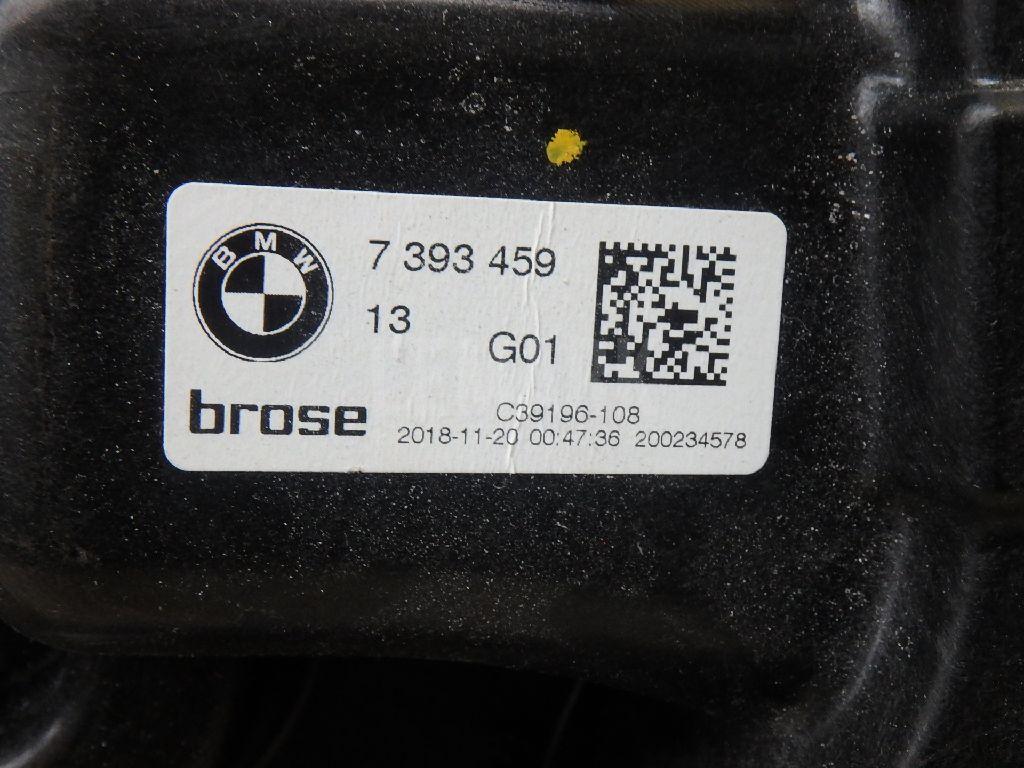 BMW
7 393 459
13
G01
brose
C39196-108
2018-11-20 00:47:36 200234578